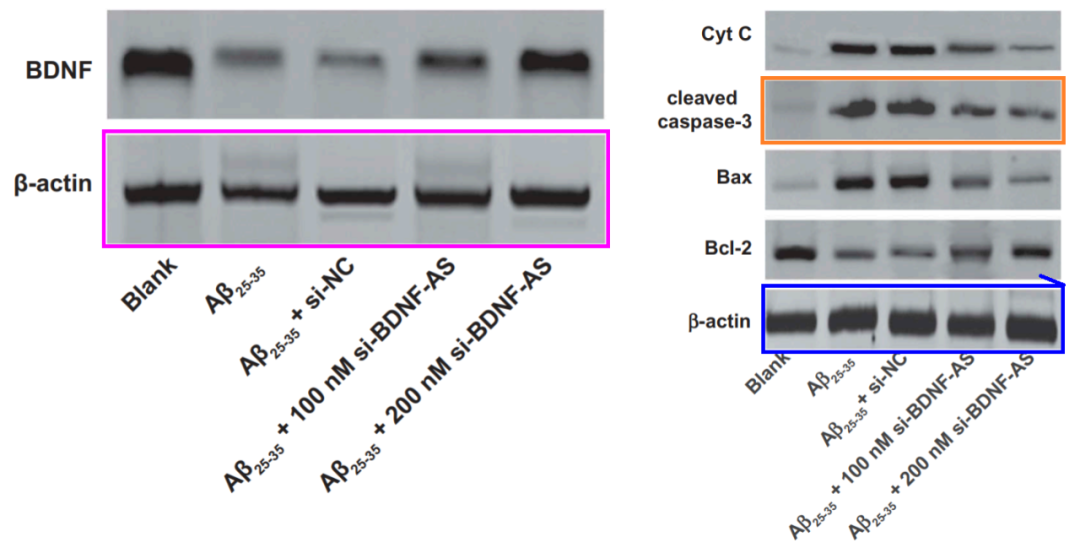 BDNF
β-actin
Blank
Aβ25-35
Aβ25-35 + si-NC
Aβ25-35 + 100 nM si-BDNF-AS
Aβ25-35 + 200 nM si-BDNF-AS
Cyt C
cleaved
caspase-3
Bax
Bcl-2
β-actin
Blank
Aβ25-35
Aβ25-35 + si-NC
Aβ25-35 + 100 nM si-BDNF-AS
Aβ25-35 + 200 nM si-BDNF-AS